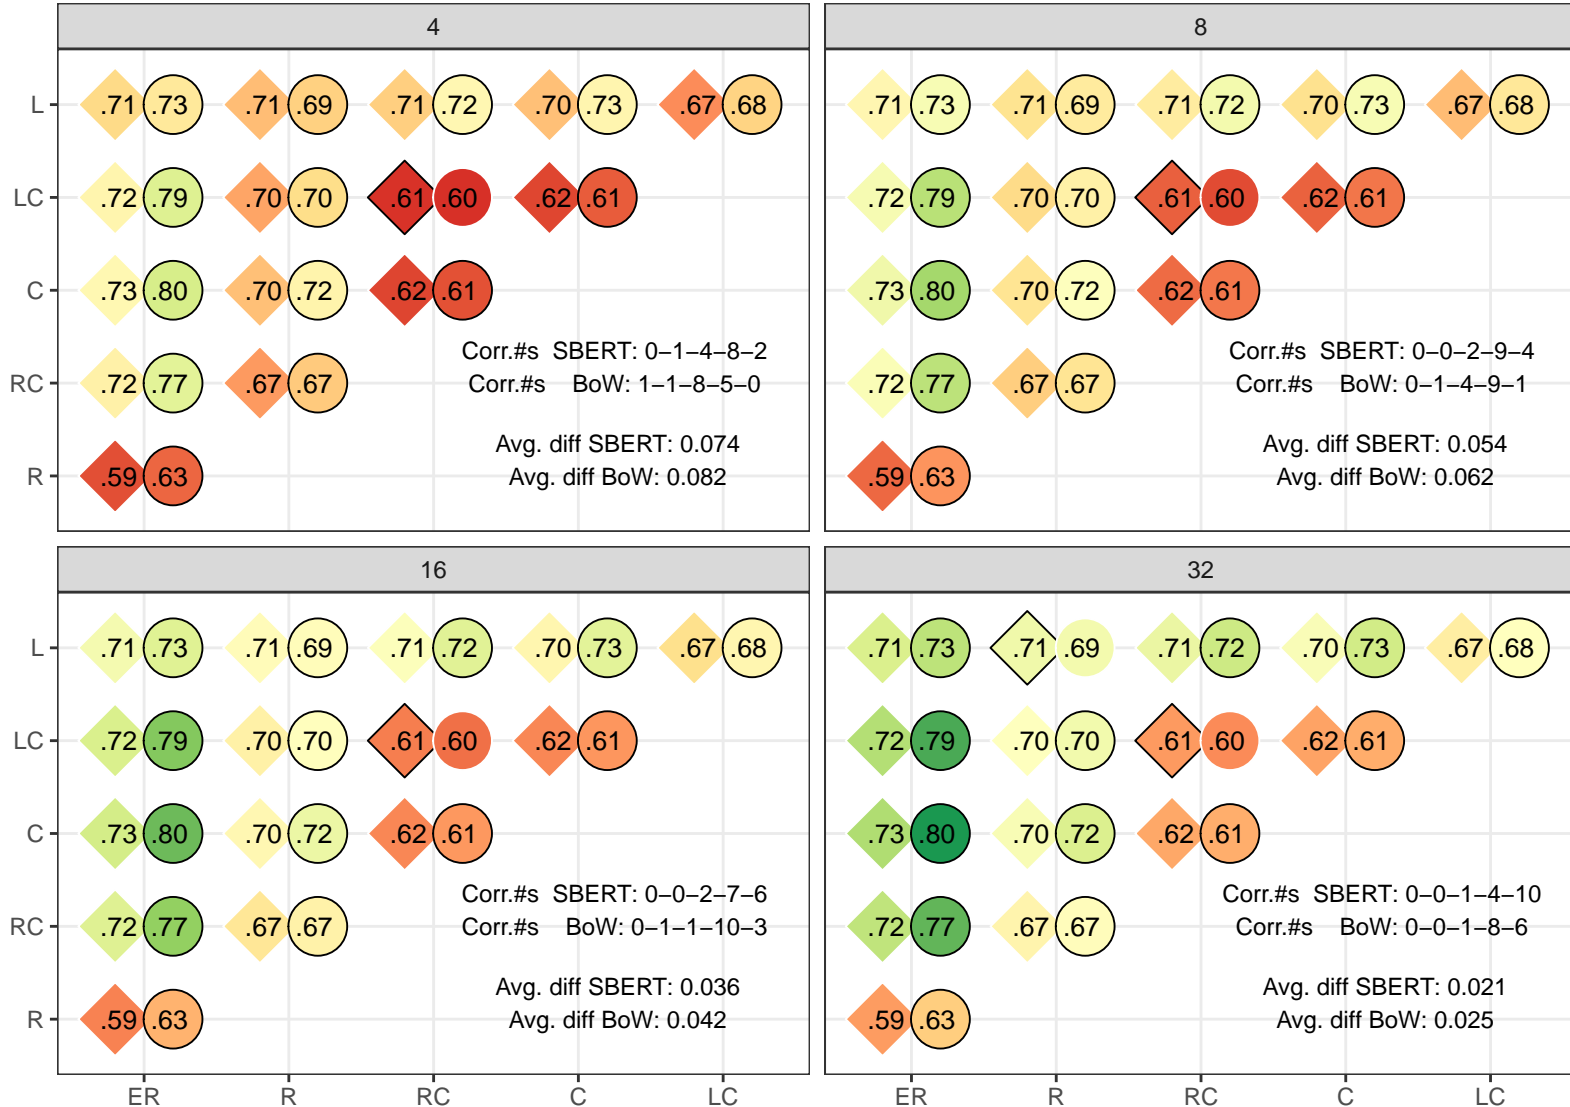 4
8
L .71 .73 .71 .69 .71 .72 .70 .73 .67 .68
.71 .73 .71 .69 .71 .72 .70 .73 .67 .68
LC .72 .79 .70 .70 .61 .60 .62 .61
.72 .79 .70 .70 .61 .60 .62 .61
C .73 .80 .70 .72 .62 .61
.73 .80 .70 .72 .62 .61
Corr.#s SBERT: 0−1−4−8−2
Corr.#s SBERT: 0−0−2−9−4
RC .72 .77 .67 .67
Corr.#s BoW: 1−1−8−5−0
.72 .77 .67 .67
Corr.#s BoW: 0−1−4−9−1
Avg. diff SBERT: 0.074
Avg. diff SBERT: 0.054
R .59 .63
Avg. diff BoW: 0.082
.59 .63
Avg. diff BoW: 0.062
16
32
L .71 .73 .71 .69 .71 .72 .70 .73 .67 .68
.71 .73 .71 .69 .71 .72 .70 .73 .67 .68
LC .72 .79 .70 .70 .61 .60 .62 .61
.72 .79 .70 .70 .61 .60 .62 .61
C .73 .80 .70 .72 .62 .61
.73 .80 .70 .72 .62 .61
Corr.#s SBERT: 0−0−2−7−6
Corr.#s SBERT: 0−0−1−4−10
RC .72 .77 .67 .67
Corr.#s BoW: 0−1−1−10−3
.72 .77 .67 .67
Corr.#s BoW: 0−0−1−8−6
Avg. diff SBERT: 0.036
Avg. diff SBERT: 0.021
R .59 .63
Avg. diff BoW: 0.042
.59 .63
Avg. diff BoW: 0.025
ER R RC C LC
ER R RC C LC